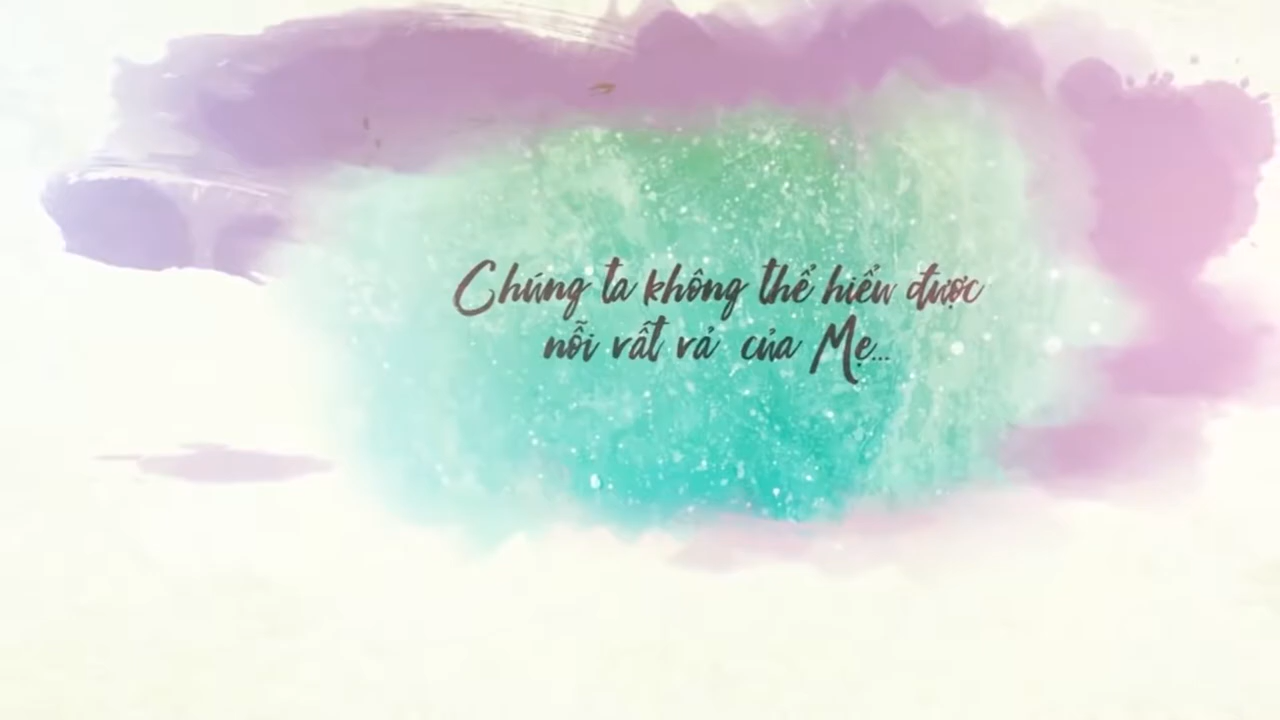 Chúng ta không thể hiểu được
nỗi vất vả của Mẹ...